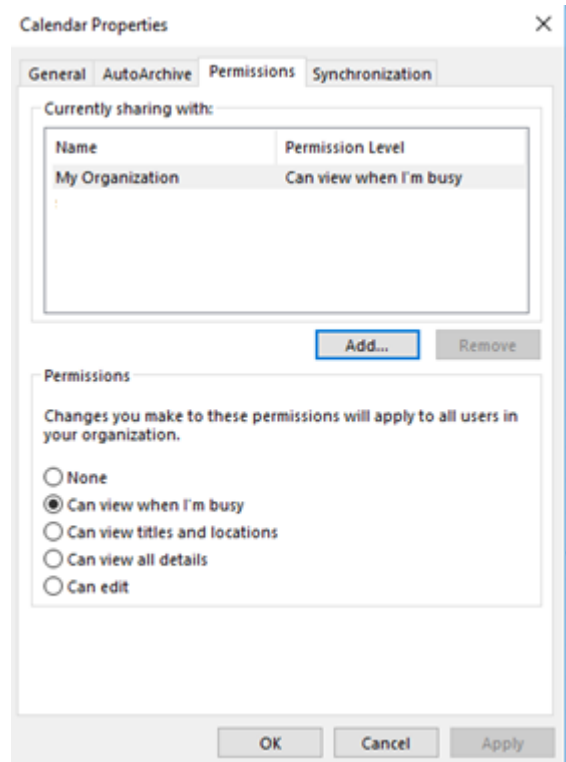 Calendar Properties
General AutoArchive Permissions Synchronization
Currently sharing with:
Name Permission Level
My Organization Can view when I'm busy
Add... Remove
Permissions
Changes you make to these permissions will apply to all users in
your organization.
None
Can view when I'm busy
Can view titles and locations
Can view all details
Can edit
OK Cancel Apply